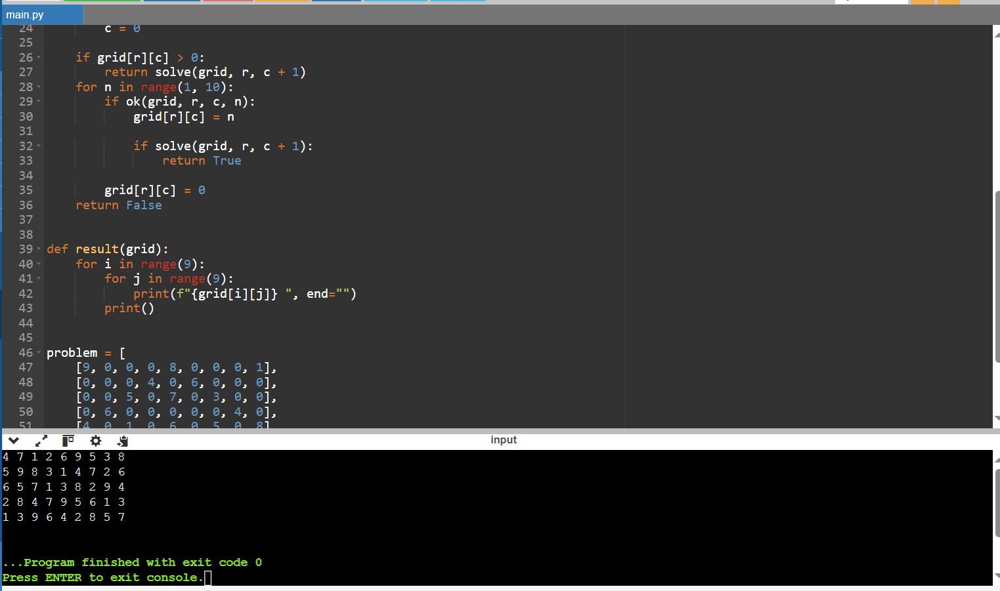 main.py
24 c = 0
25
26 if grid[r][c] > 0:
27 return solve(grid, r, c + 1)
28 for n in range(1, 10):
29 if ok(grid, r, c, n):
30 grid[r][c] = n
31
32 if solve(grid, r, c + 1):
33 return True
34
35 grid[r][c] = 0
36 return False
37
38
39 def result(grid):
40 for i in range(9):
41 for j in range(9):
42 print(f"{grid[i][j]} ", end="")
43 print()
44
45
46 problem = [
47 [9, 0, 0, 0, 8, 0, 0, 0, 1],
48 [0, 0, 0, 4, 0, 6, 0, 0, 0],
49 [0, 0, 5, 0, 7, 0, 3, 0, 0],
50 [0, 6, 0, 0, 0, 0, 0, 4, 0],
51 [4, 0, 1, 0, 6, 0, 5, 0, 8]
input
4 7 1 2 6 9 5 3 8
5 9 8 3 1 4 7 2 6
6 5 7 1 3 8 2 9 4
2 8 4 7 9 5 6 1 3
1 3 9 6 4 2 8 5 7
...Program finished with exit code 0
Press ENTER to exit console.